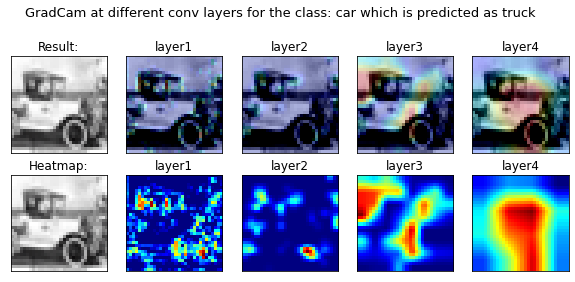 GradCam at different conv layers for the class: car which is predicted as truck
Result: layer1 layer2 layer3 layer4
Heatmap: layer1 layer2 layer3 layer4